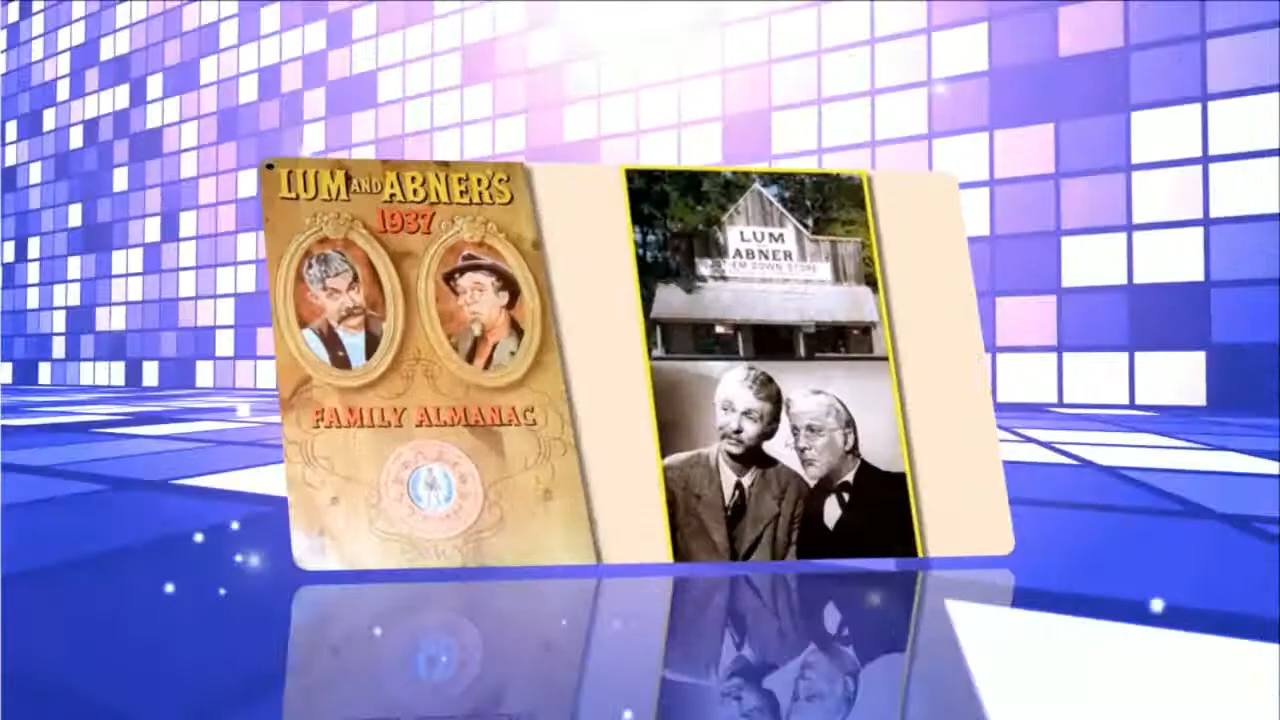 LUM AND ABNER'S
1937
FAMILY ALMANAC
LUM
ABNER
'EM DOWN STORE